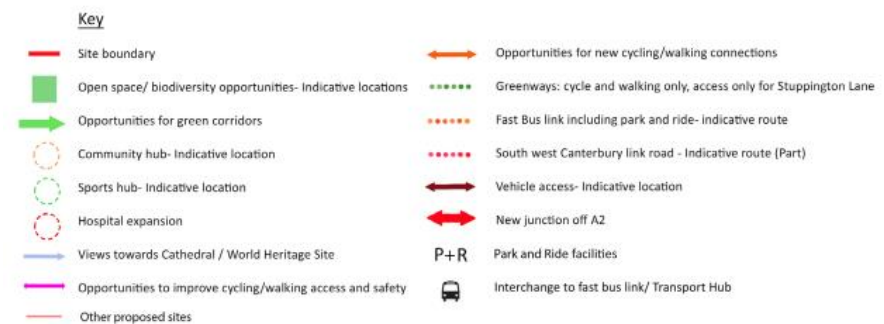 Key
Site boundary
Open space/ biodiversity opportunities- Indicative locations
Opportunities for green corridors
Community hub- Indicative location
Sports hub- Indicative location
Hospital expansion
Views towards Cathedral / World Heritage Site
Opportunities to improve cycling/walking access and safety
Other proposed sites
Opportunities for new cycling/walking connections
Greenways: cycle and walking only, access only for Stuppington Lane
Fast Bus link including park and ride- indicative route
South west Canterbury link road - Indicative route (Part)
Vehicle access- Indicative location
New junction off A2
P+R Park and Ride facilities
Interchange to fast bus link/ Transport Hub